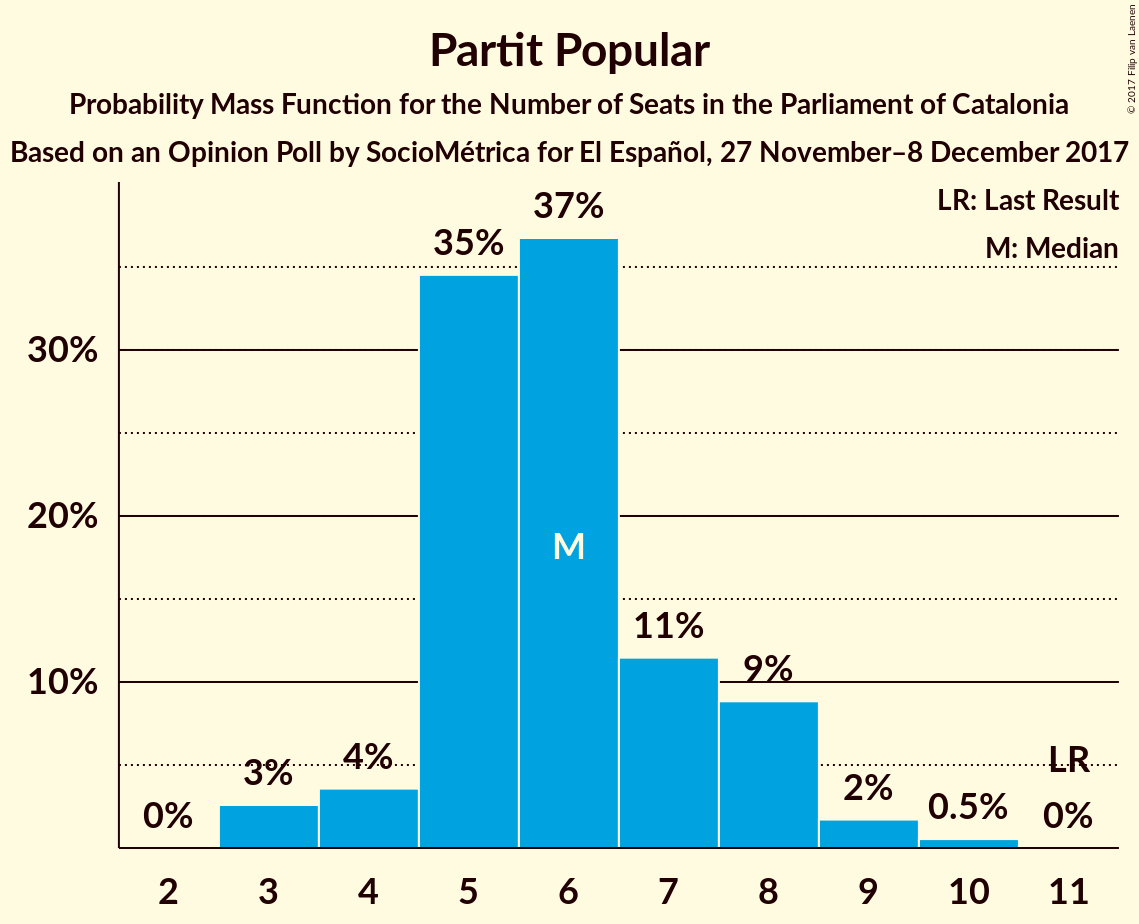 Partit Popular
Probability Mass Function for the Number of Seats in the Parliament of Catalonia
Based on an Opinion Poll by SocioMétrica for El Español, 27 November–8 December 2017
© 2017 Filip van Laenen
LR: Last Result
M: Median
30%
20%
10%
0%
3%
4%
35%
37%
M
11%
9%
2%
0.5%
LR
0%
2 3 4 5 6 7 8 9 10 11